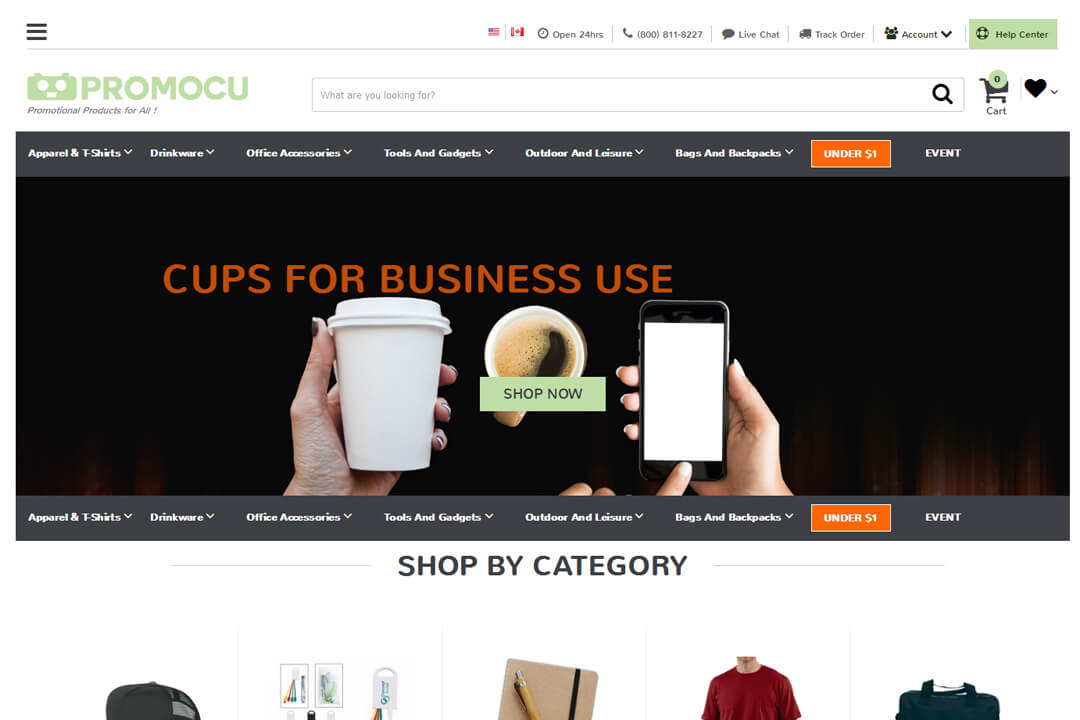 Open 24hrs (800) 811-8227 Live Chat Track Order Account Help Center
PROMOCU
Promotional Products for All !
What are you looking for?
0
Cart
Apparel & T-Shirts Drinkware Office Accessories Tools And Gadgets Outdoor And Leisure Bags And Backpacks UNDER $1 EVENT
CUPS FOR BUSINESS USE
SHOP NOW
Apparel & T-Shirts Drinkware Office Accessories Tools And Gadgets Outdoor And Leisure Bags And Backpacks UNDER $1 EVENT
SHOP BY CATEGORY